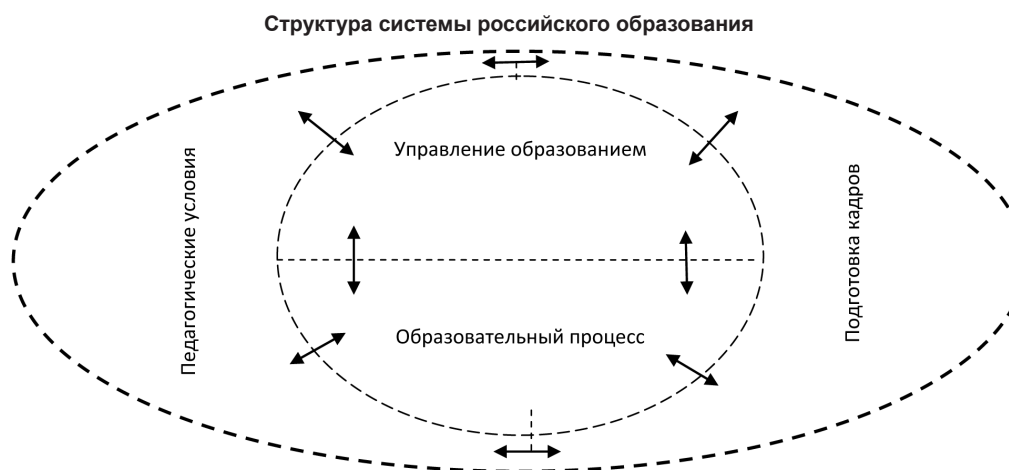 Структура системы российского образования
Управление образованием
Педагогические условия
Подготовка кадров
Образовательный процесс